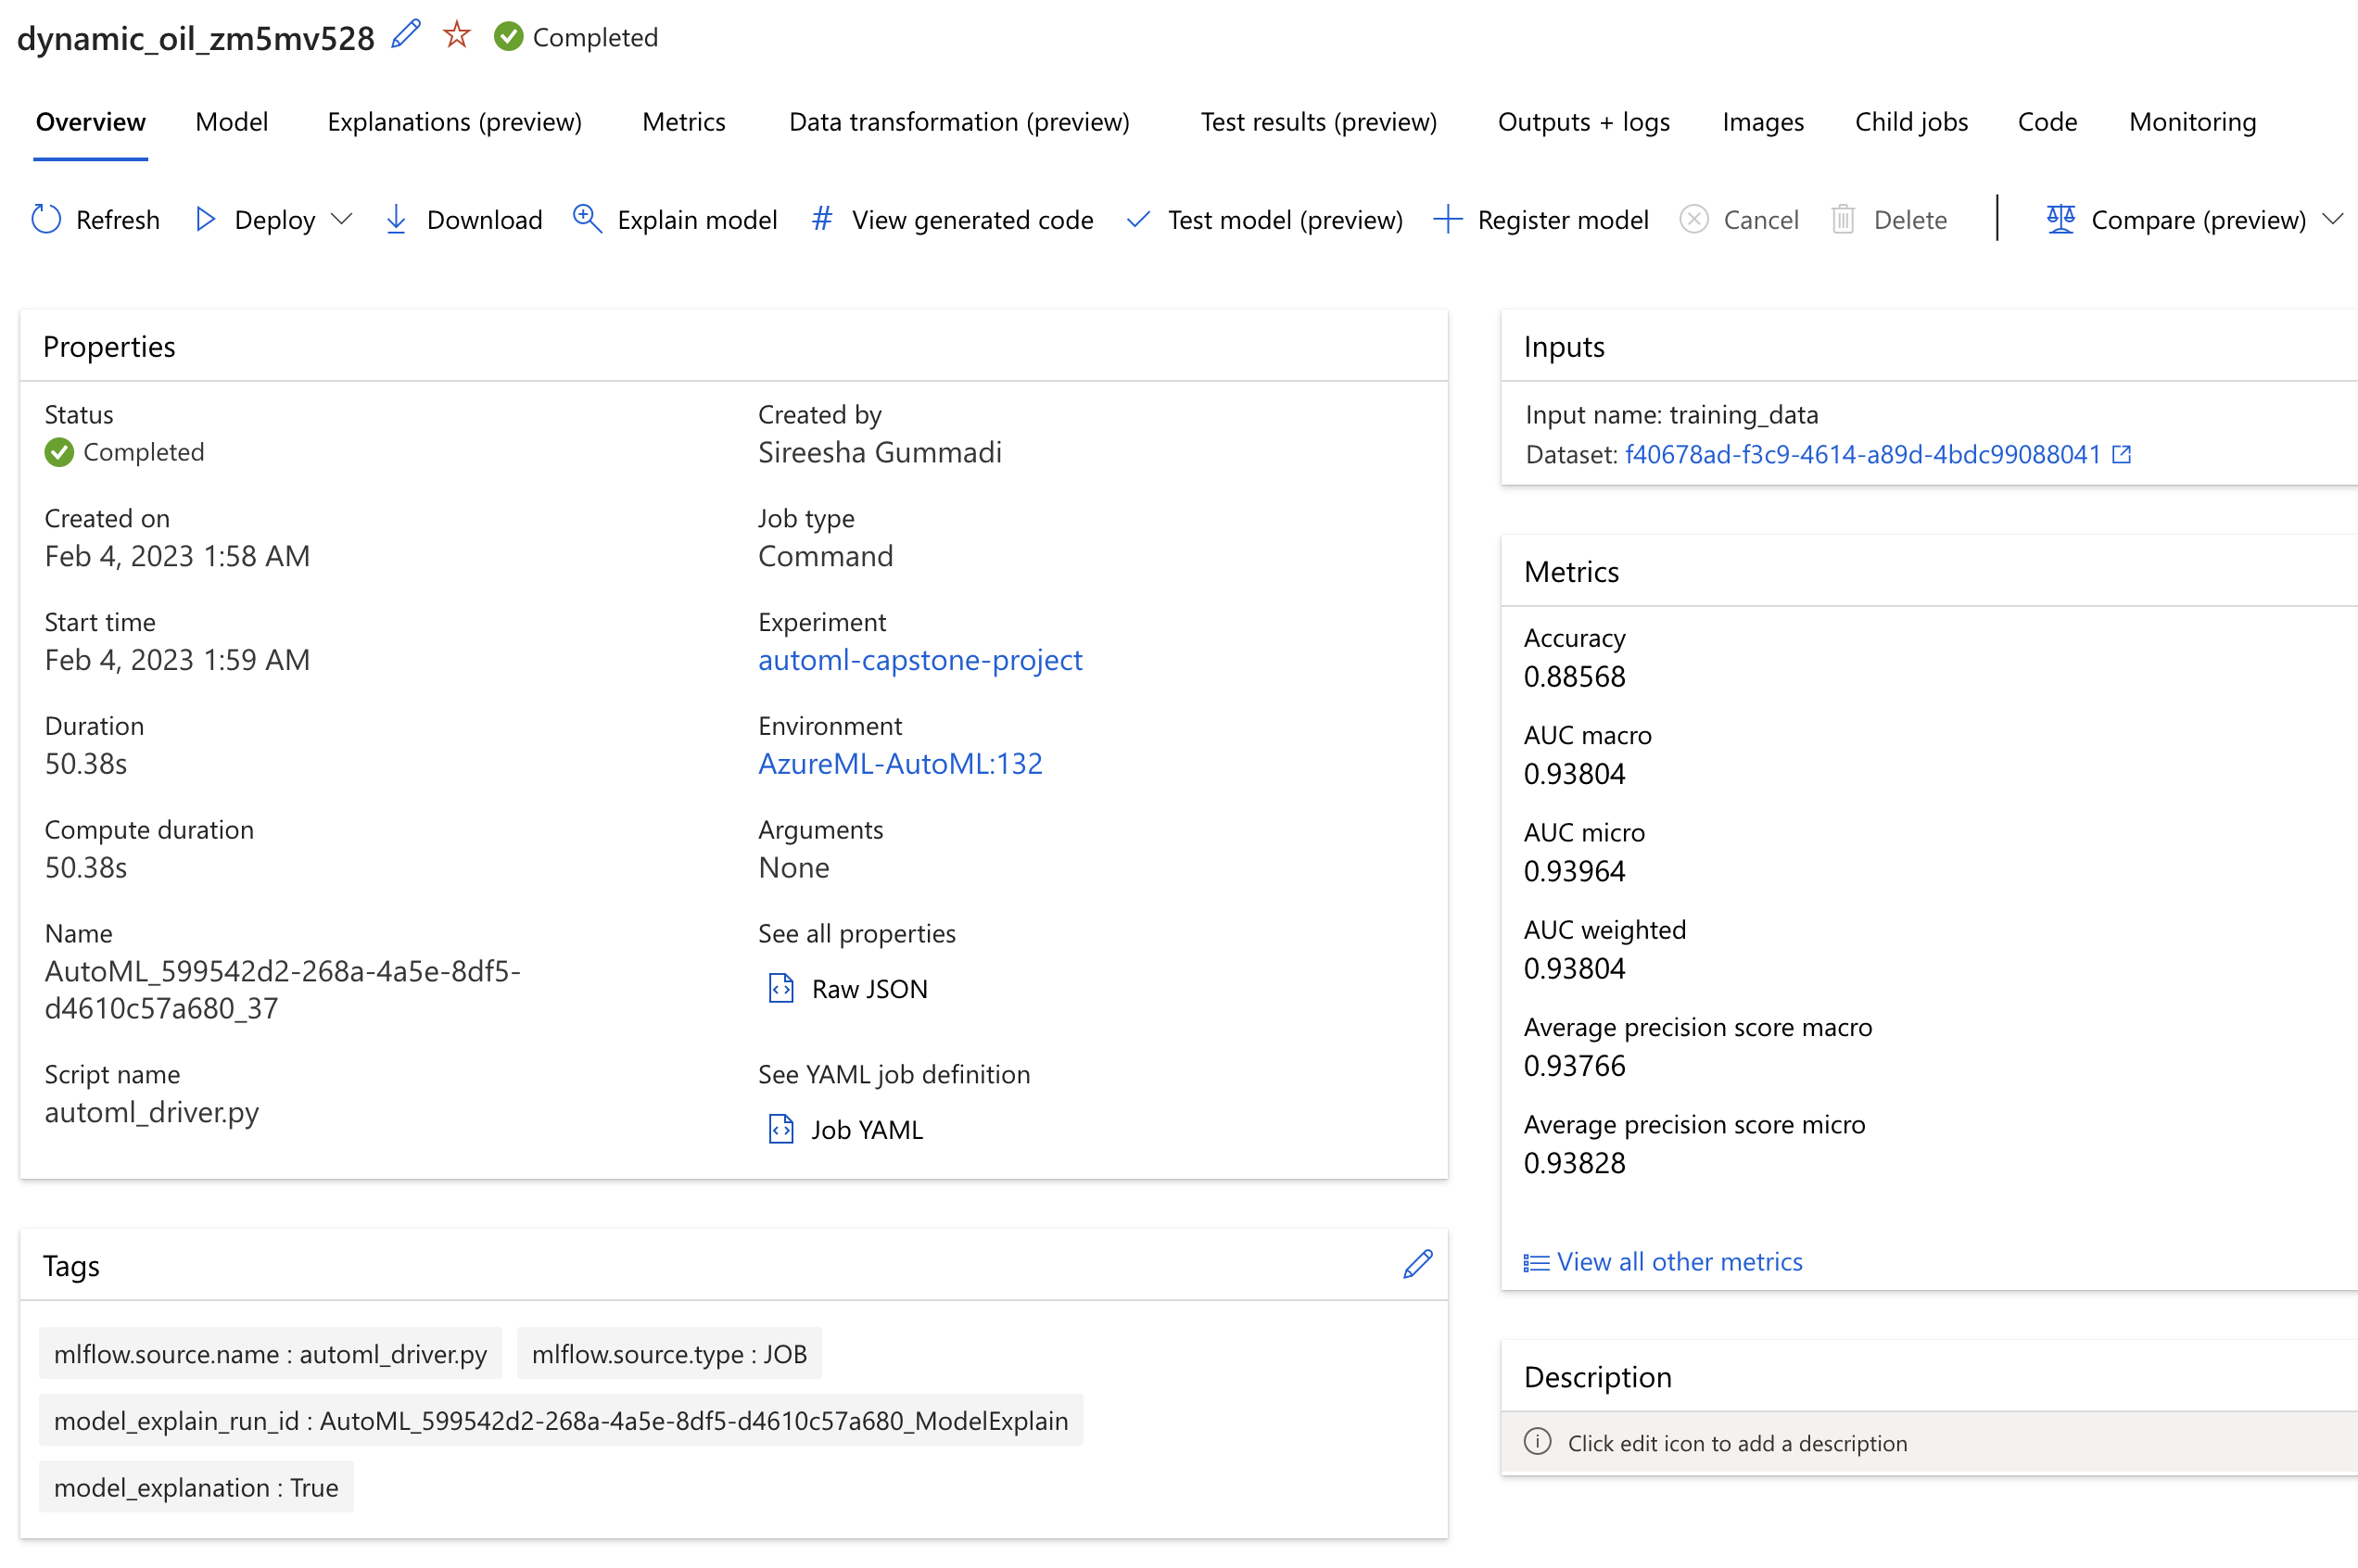 dynamic_oil_zm5mv528 Completed
Overview Model Explanations (preview) Metrics Data transformation (preview) Test results (preview) Outputs + logs Images Child jobs Code Monitoring
Refresh Deploy Download Explain model View generated code Test model (preview) Register model Cancel Delete Compare (preview)
Properties
Status
Completed
Created on
Feb 4, 2023 1:58 AM
Start time
Feb 4, 2023 1:59 AM
Duration
50.38s
Compute duration
50.38s
Name
AutoML_599542d2-268a-4a5e-8df5-
d4610c57a680_37
Script name
automl_driver.py
Created by
Sireesha Gummadi
Job type
Command
Experiment
automl-capstone-project
Environment
AzureML-AutoML:132
Arguments
None
See all properties
Raw JSON
See YAML job definition
Job YAML
Tags
mlflow.source.name : automl_driver.py mlflow.source.type : JOB
model_explain_run_id : AutoML_599542d2-268a-4a5e-8df5-d4610c57a680_ModelExplain
model_explanation : True
Inputs
Input name: training_data
Dataset: f40678ad-f3c9-4614-a89d-4bdc99088041
Metrics
Accuracy
0.88568
AUC macro
0.93804
AUC micro
0.93964
AUC weighted
0.93804
Average precision score macro
0.93766
Average precision score micro
0.93828
View all other metrics
Description
Click edit icon to add a description